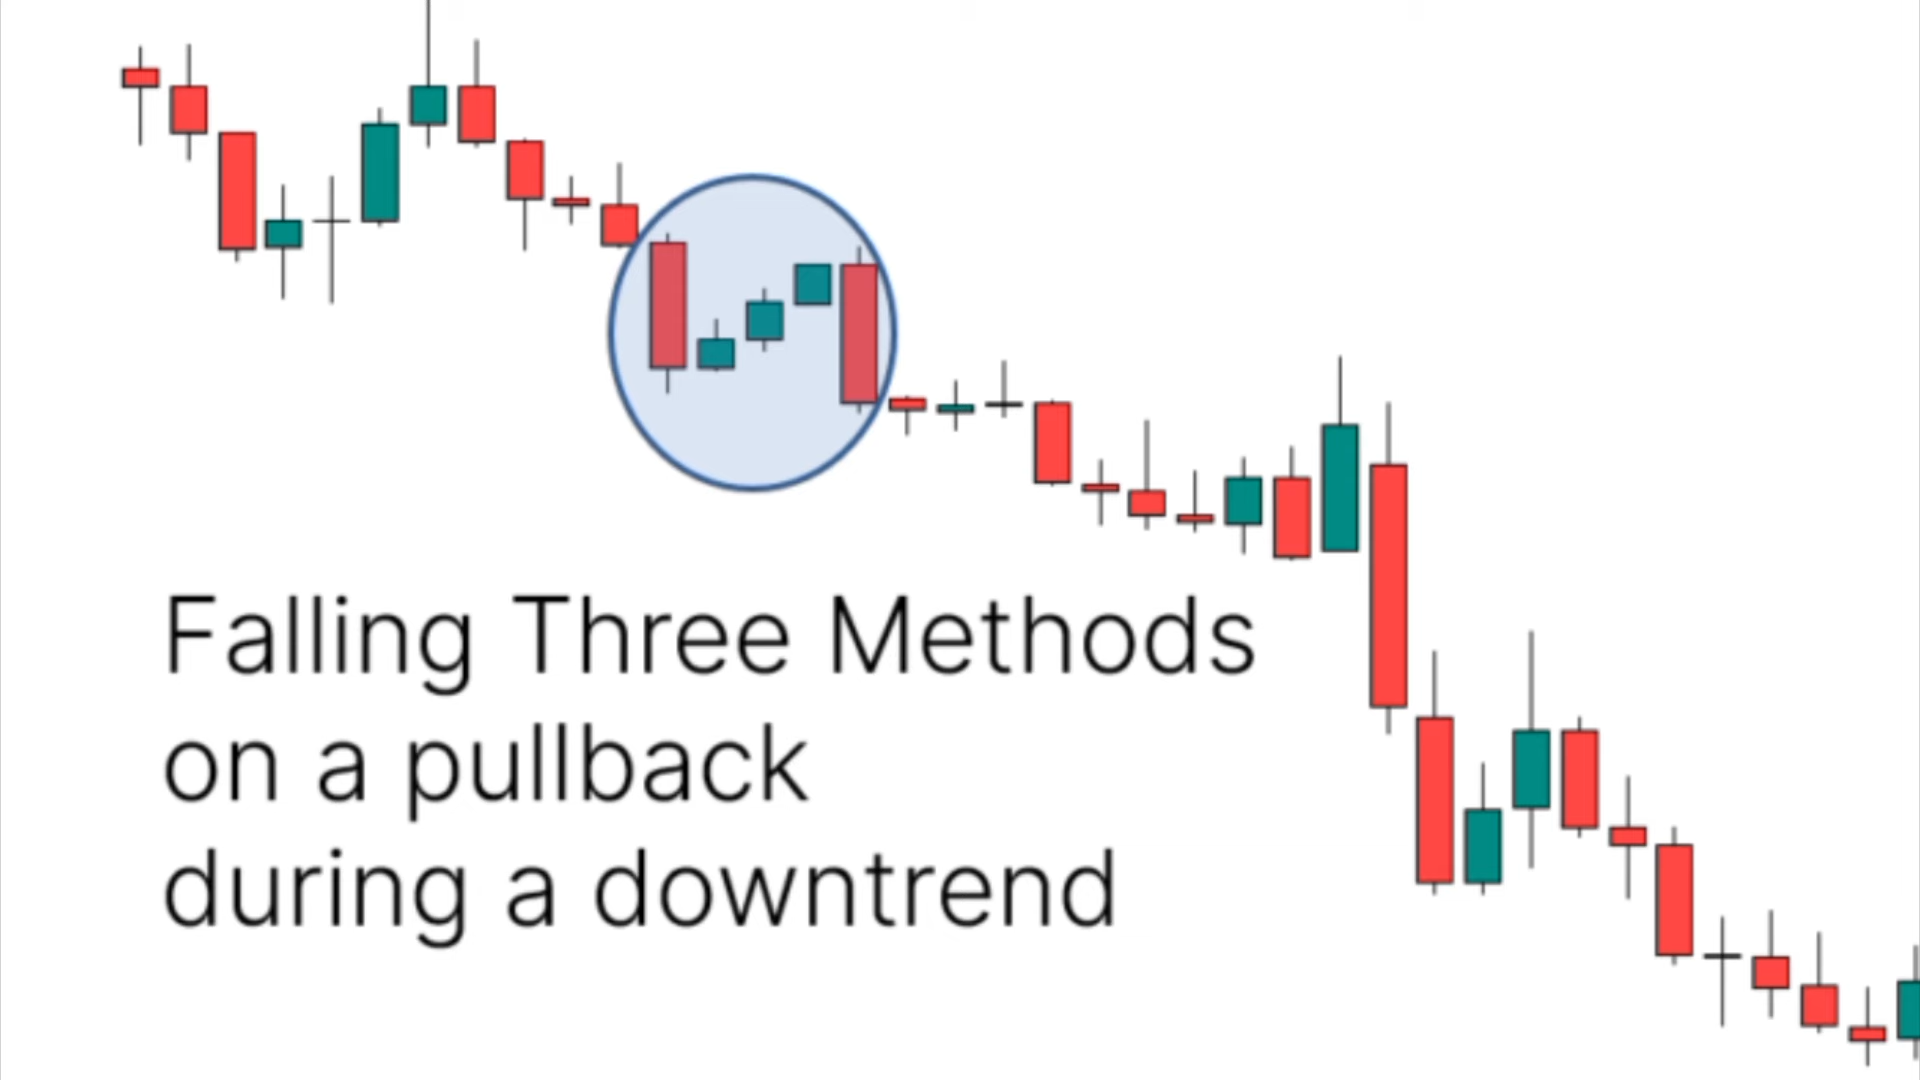 Falling Three Methods
on a pullback
during a downtrend